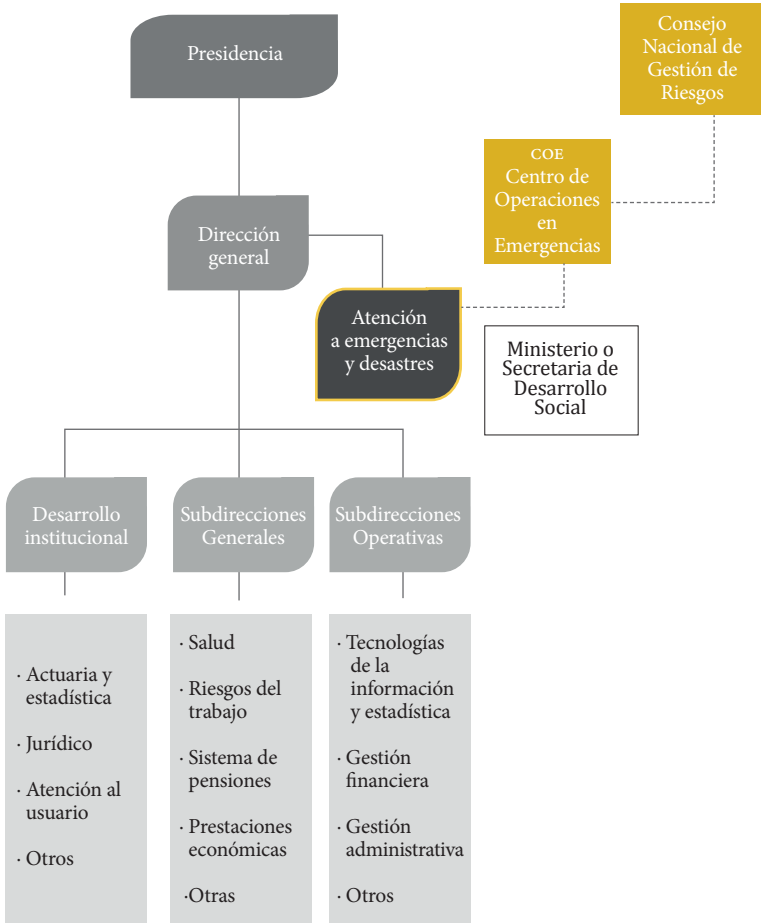 Presidencia
Consejo
Nacional de
Gestión de
Riesgos
COE
Centro de
Operaciones
en
Emergencias
Dirección
general
Atención
a emergencias
y desastres
Ministerio o
Secretaria de
Desarrollo
Social
Desarrollo
institucional
Subdirecciones
Generales
Subdirecciones
Operativas
· Actuaria y
estadística
· Jurídico
· Atención al
usuario
· Otros
· Salud
· Riesgos del
trabajo
· Sistema de
pensiones
· Prestaciones
económicas
·Otras
· Tecnologías
de la
información
y estadística
· Gestión
financiera
· Gestión
administrativa
· Otros